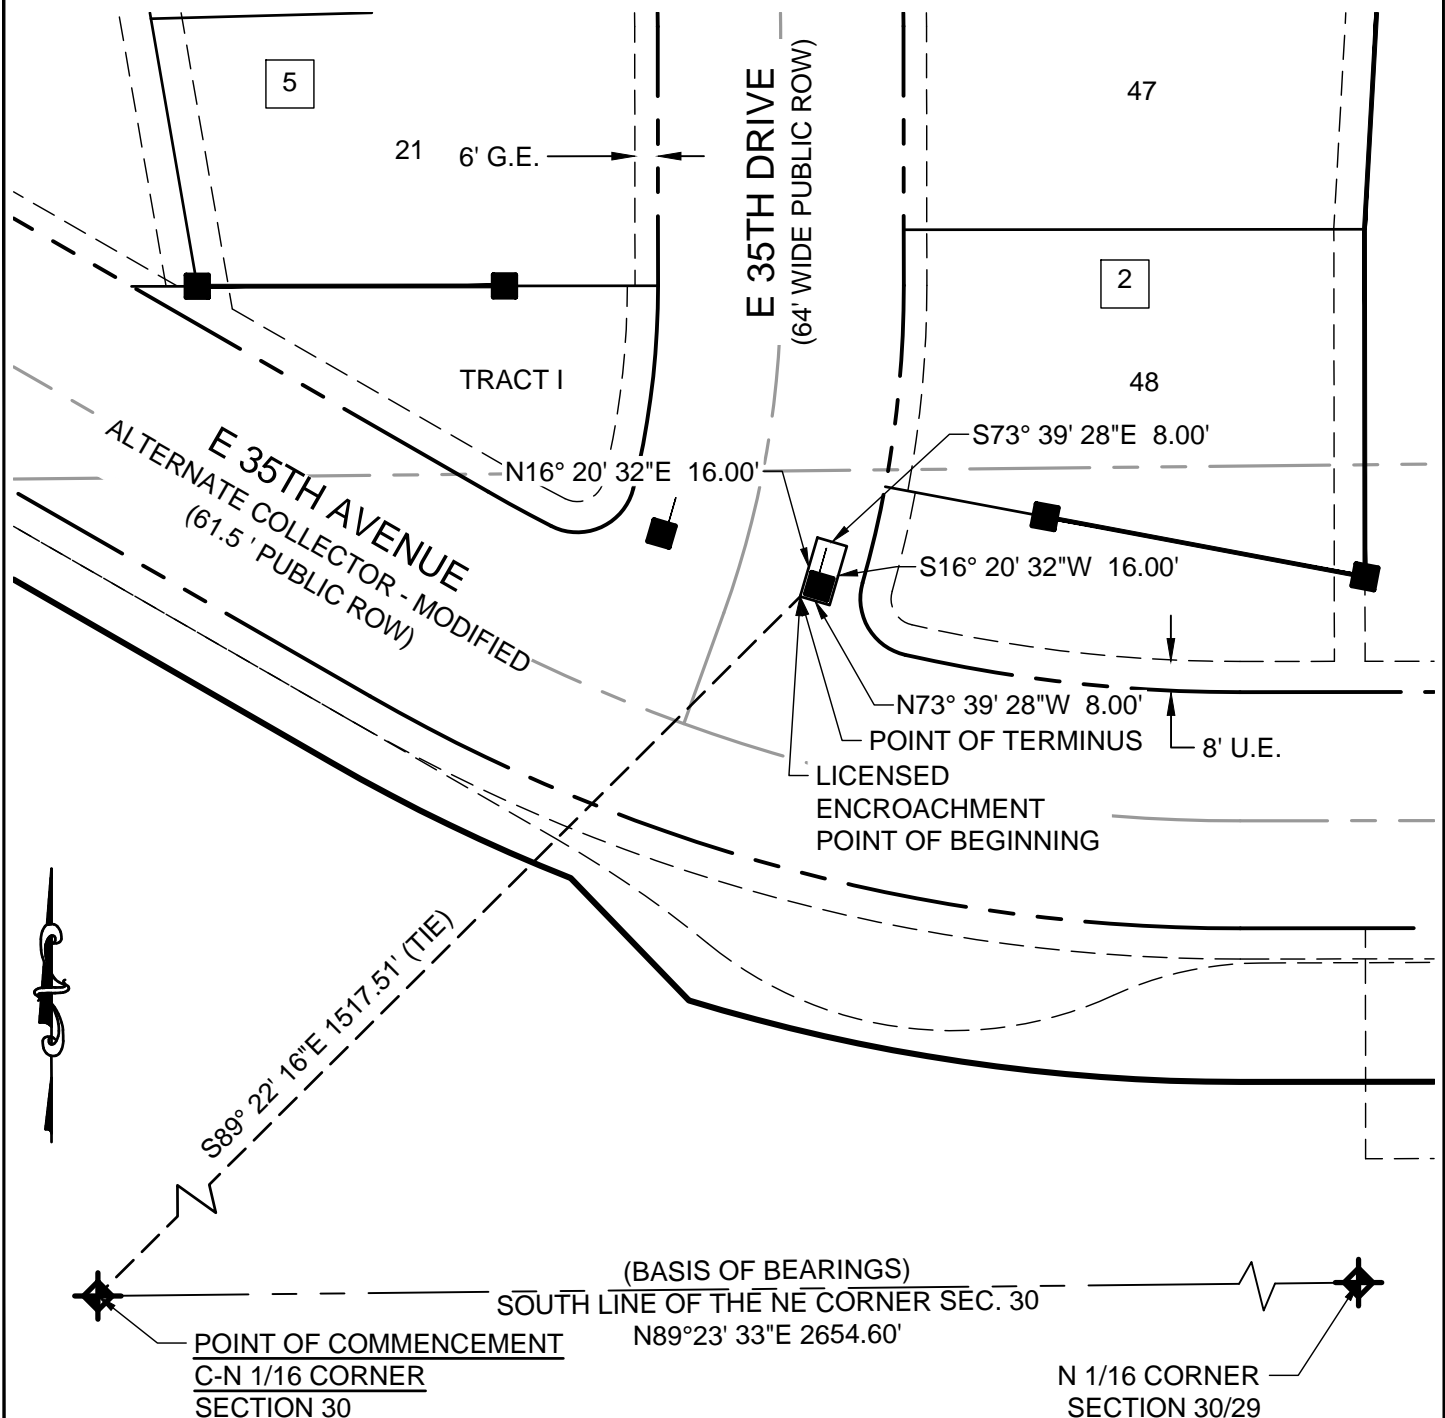 5
47
21
6' G.E.
E 35TH DRIVE
(64' WIDE PUBLIC ROW)
2
TRACT I
48
S73° 39' 28"E 8.00'
N16° 20' 32"E 16.00'
E 35TH AVENUE
ALTERNATE COLLECTOR - MODIFIED
(61.5 ' PUBLIC ROW)
S16° 20' 32"W 16.00'
N73° 39' 28"W 8.00'
POINT OF TERMINUS
8' U.E.
LICENSED
ENCROACHMENT
POINT OF BEGINNING
S89° 22' 16"E 1517.51' (TIE)
(BASIS OF BEARINGS)
SOUTH LINE OF THE NE CORNER SEC. 30
N89°23' 33"E 2654.60'
POINT OF COMMENCEMENT
C-N 1/16 CORNER
SECTION 30
N 1/16 CORNER
SECTION 30/29